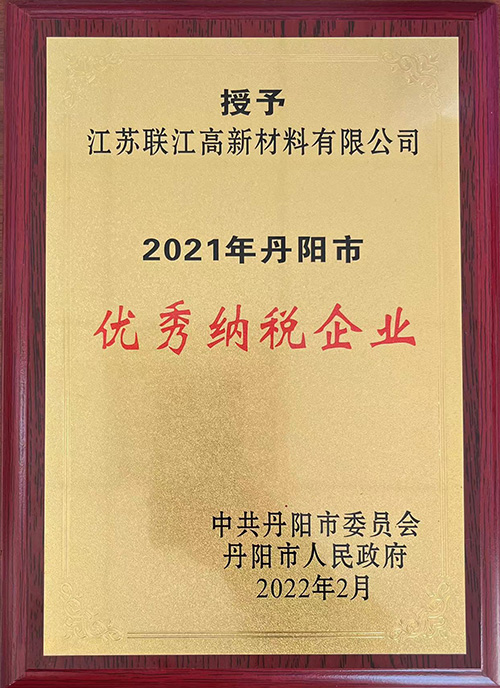 授予
江苏联江高新材料有限公司
2021年丹阳市
优秀纳税企业
中共丹阳市委员会
丹阳市人民政府
2022年2月